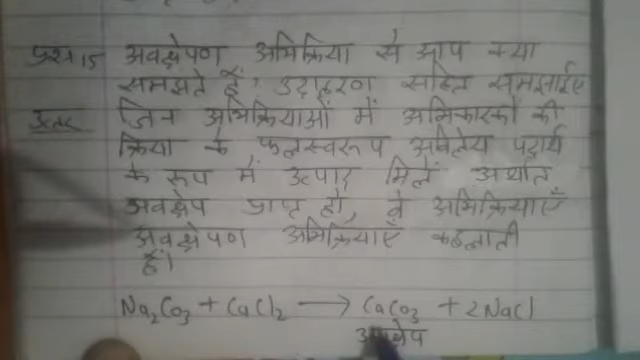 प्रश्न 15 अवक्षेपण अभिक्रिया से आप क्या
समझते हैं, उदाहरण सहित समझाईए
उत्तर जिन अभिक्रियाओं में अभिकारकों की
क्रिया के फलस्वरूप अविलेय पदार्थ
के रूप में उत्पाद मिलें अर्थात
अवक्षेप प्राप्त हो, वे अभिक्रियाएँ
अवक्षेपण अभिक्रियाएँ कहलाती
हैं।
Na₂CO₃ + CaCl₂ ⟶ CaCO₃ + 2NaCl
अवक्षेप